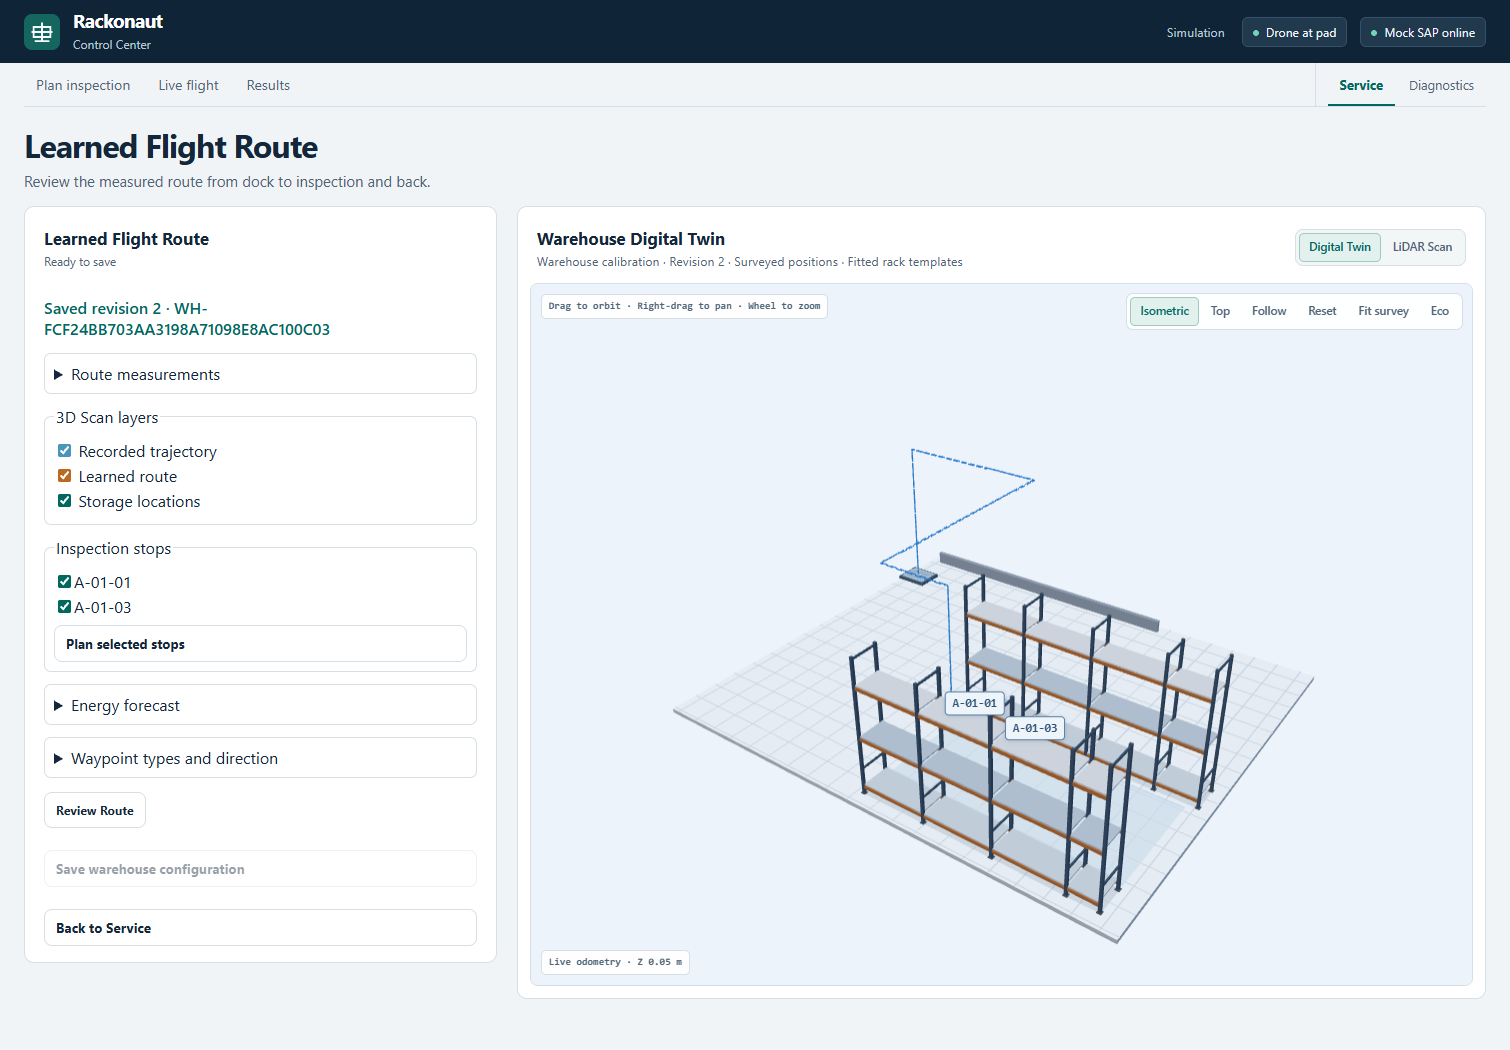 Rackonaut
Control Center
Simulation
Drone at pad
Mock SAP online
Plan inspection
Live flight
Results
Service
Diagnostics
Learned Flight Route
Review the measured route from dock to inspection and back.
Learned Flight Route
Ready to save
Saved revision 2 · WH-
FCF24BB703AA3198A71098E8AC100C03
Route measurements
3D Scan layers
Recorded trajectory
Learned route
Storage locations
Inspection stops
A-01-01
A-01-03
Plan selected stops
Energy forecast
Waypoint types and direction
Review Route
Save warehouse configuration
Back to Service
Warehouse Digital Twin
Warehouse calibration · Revision 2 · Surveyed positions · Fitted rack templates
Digital Twin
LiDAR Scan
Drag to orbit · Right-drag to pan · Wheel to zoom
Isometric
Top
Follow
Reset
Fit survey
Eco
A-01-01
A-01-03
Live odometry · Z 0.05 m